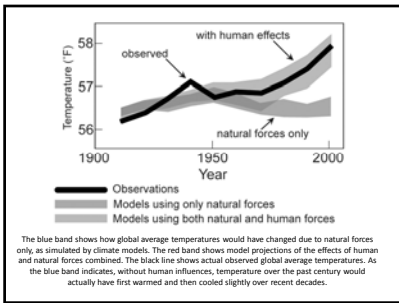 58
57
56
Temperature (°F)
observed
with human effects
natural forces only
1900
1950
2000
Year
Observations
Models using only natural forces
Models using both natural and human forces
The blue band shows how global average temperatures would have changed due to natural forces
only, as simulated by climate models. The red band shows model projections of the effects of human
and natural forces combined. The black line shows actual observed global average temperatures. As
the blue band indicates, without human influences, temperature over the past century would
actually have first warmed and then cooled slightly over recent decades.